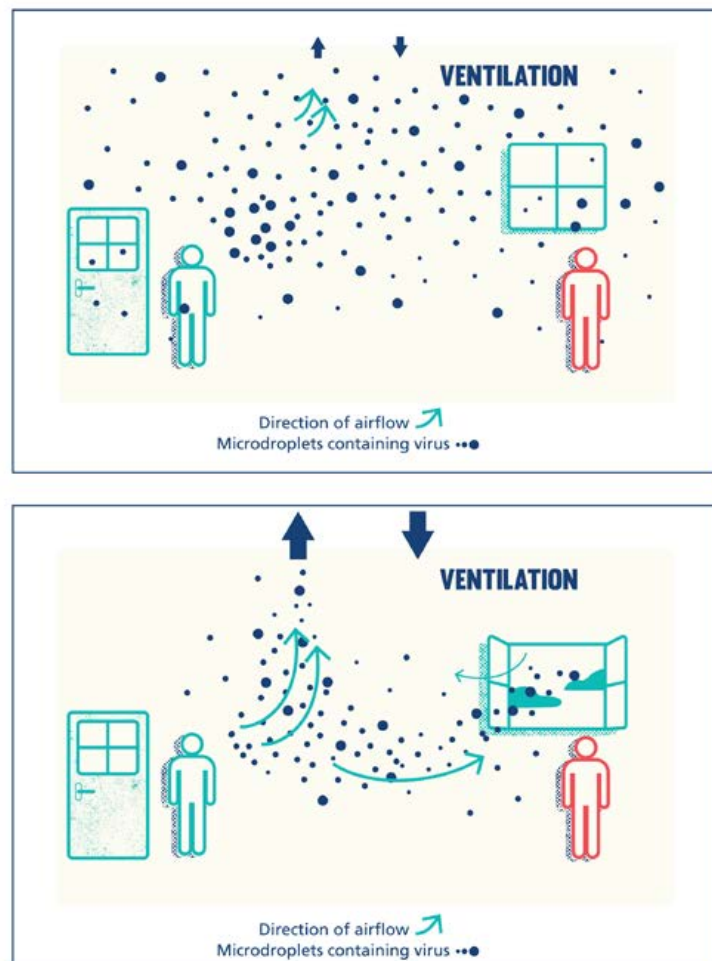 VENTILATION
Direction of airflow
Microdroplets containing virus
VENTILATION
Direction of airflow
Microdroplets containing virus